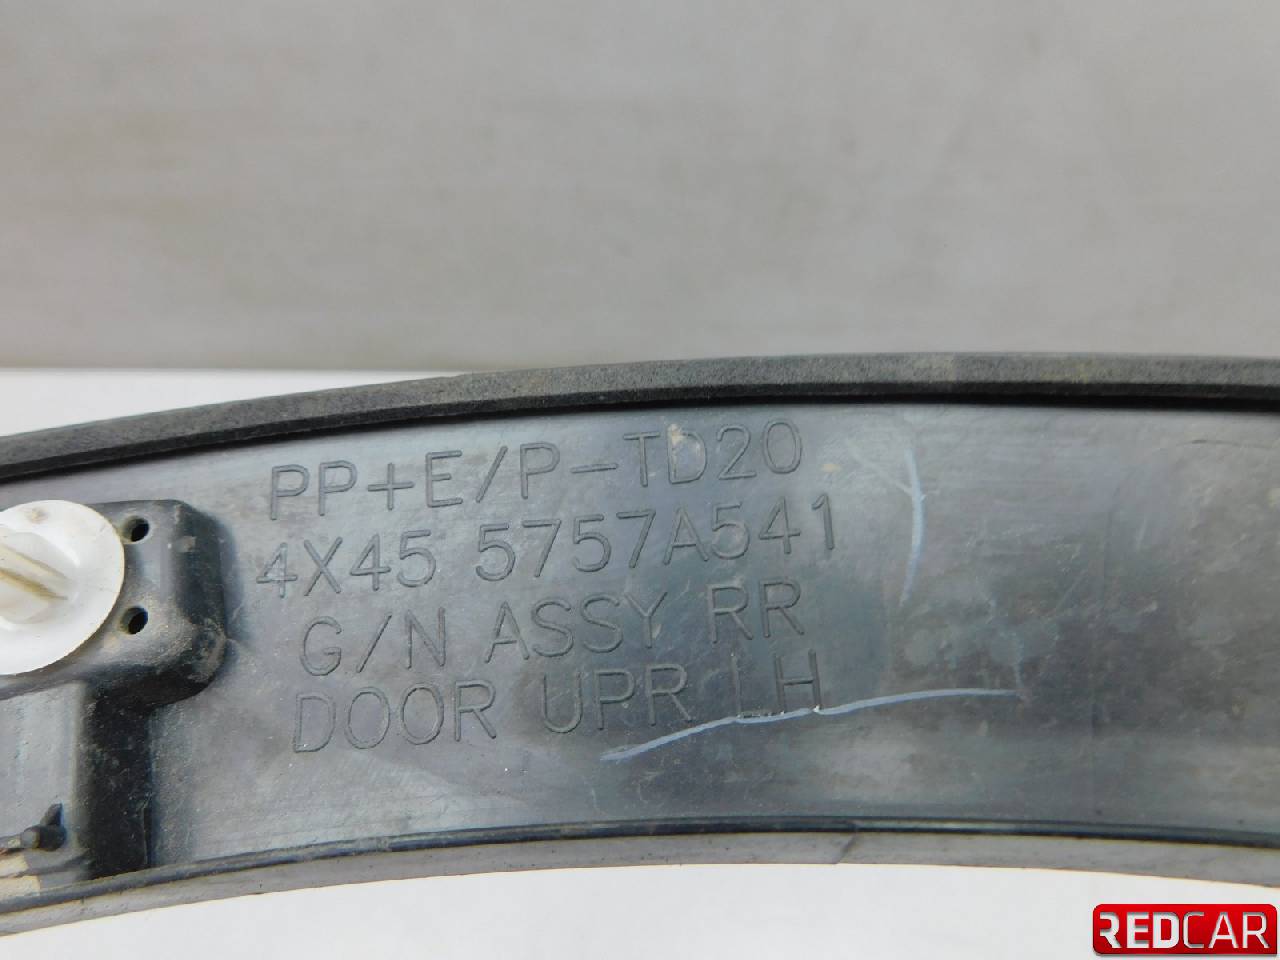 PP+E/P-TD20
4X45 5757A541
G/N ASSY RR
DOOR UPR LH
REDCAR